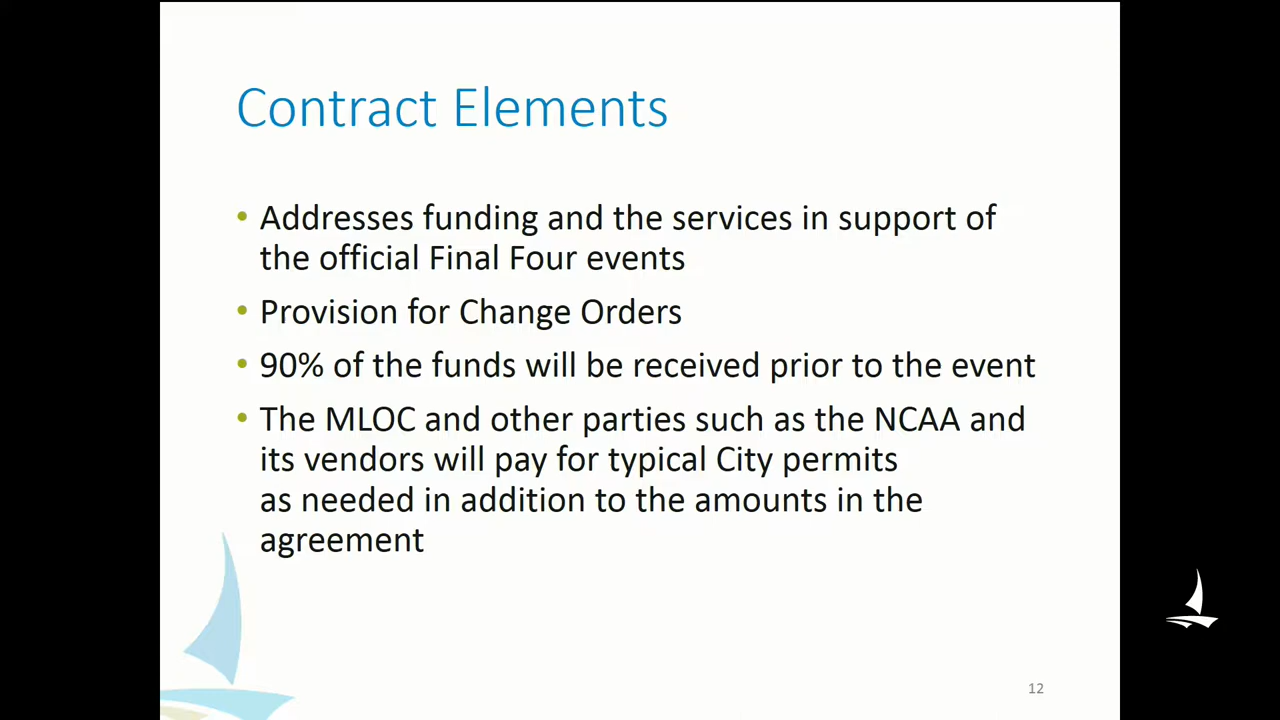 Contract Elements
• Addresses funding and the services in support of
the official Final Four events
• Provision for Change Orders
• 90% of the funds will be received prior to the event
• The MLOC and other parties such as the NCAA and
its vendors will pay for typical City permits
as needed in addition to the amounts in the
agreement
12